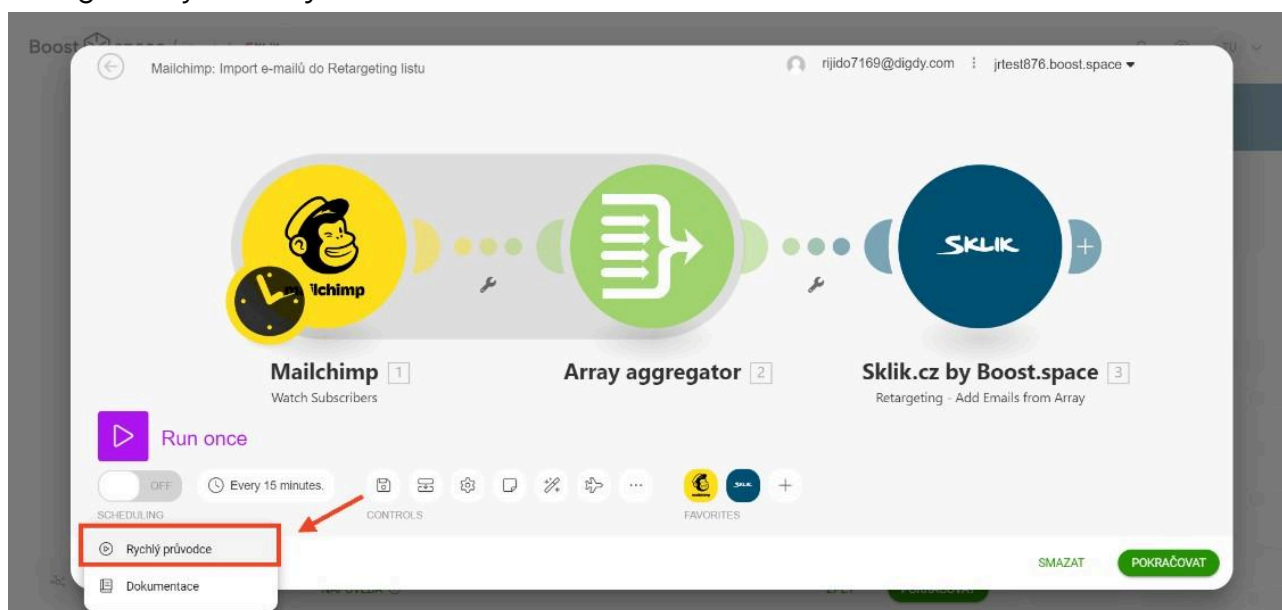 Boost
Mailchimp: Import e-mailů do Retargeting listu
rijido7169@digdy.com
jrtest876.boost.space
mailchimp
SKLIK
Mailchimp 1
Watch Subscribers
Array aggregator 2
Sklik.cz by Boost.space 3
Retargeting - Add Emails from Array
Run once
OFF
Every 15 minutes.
SKLIK
SCHEDULING
CONTROLS
FAVORITES
Rychlý průvodce
Dokumentace
SMAZAT
POKRAČOVAT